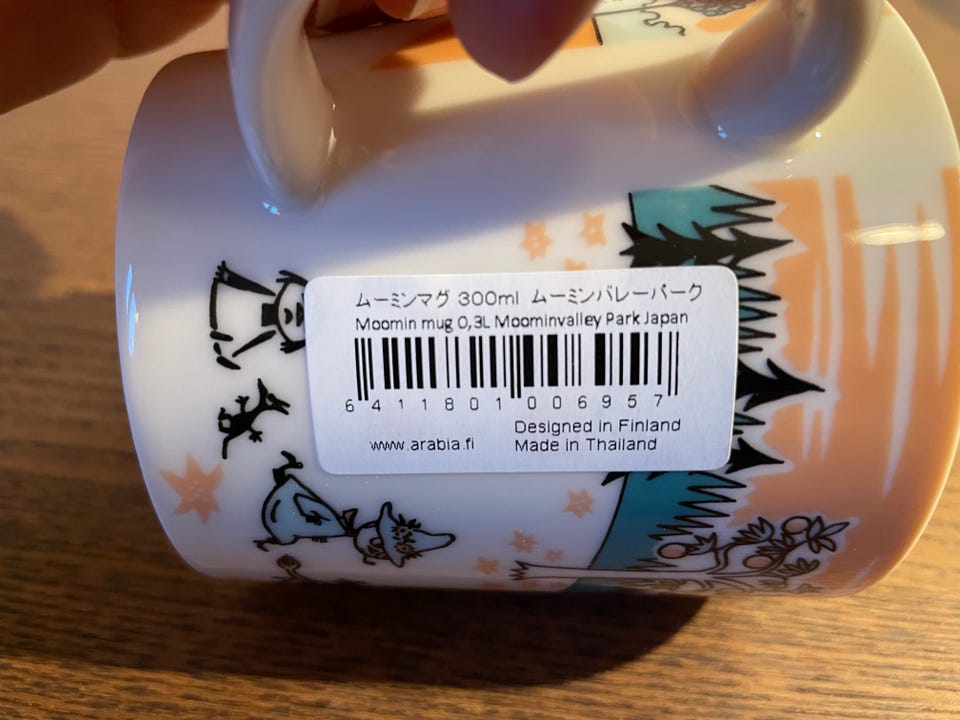 ムーミンマグ 300ml ムーミンバレーパーク
Moomin mug 0,3L Moominvalley Park Japan
6 411801 006957
Designed in Finland
www.arabia.fi Made in Thailand